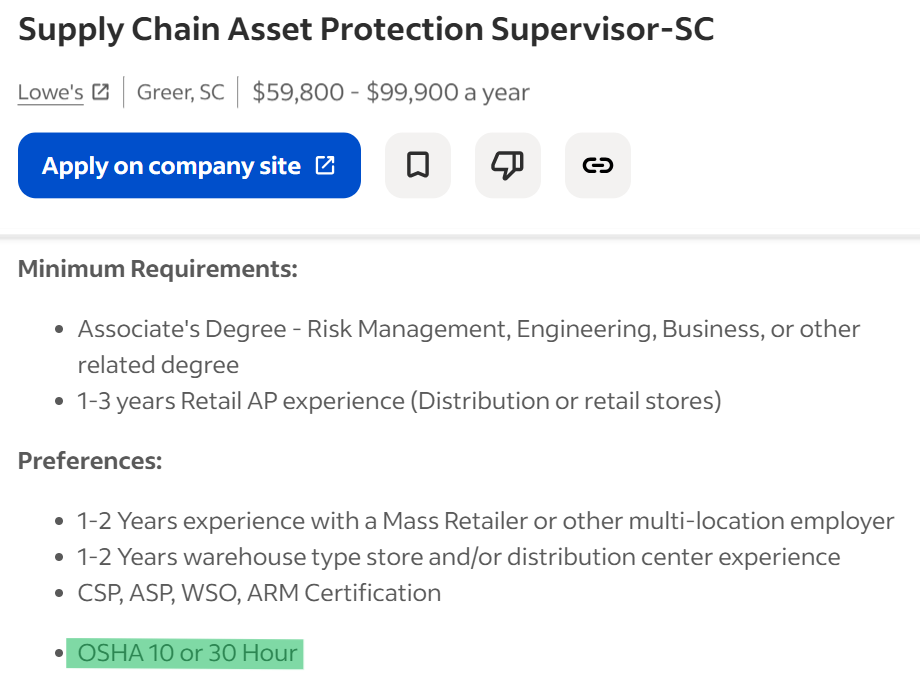 Supply Chain Asset Protection Supervisor-SC
Lowe's Greer, SC $59,800 - $99,900 a year
Apply on company site
Minimum Requirements:
• Associate's Degree - Risk Management, Engineering, Business, or other
related degree
• 1-3 years Retail AP experience (Distribution or retail stores)
Preferences:
• 1-2 Years experience with a Mass Retailer or other multi-location employer
• 1-2 Years warehouse type store and/or distribution center experience
• CSP, ASP, WSO, ARM Certification
• OSHA 10 or 30 Hour